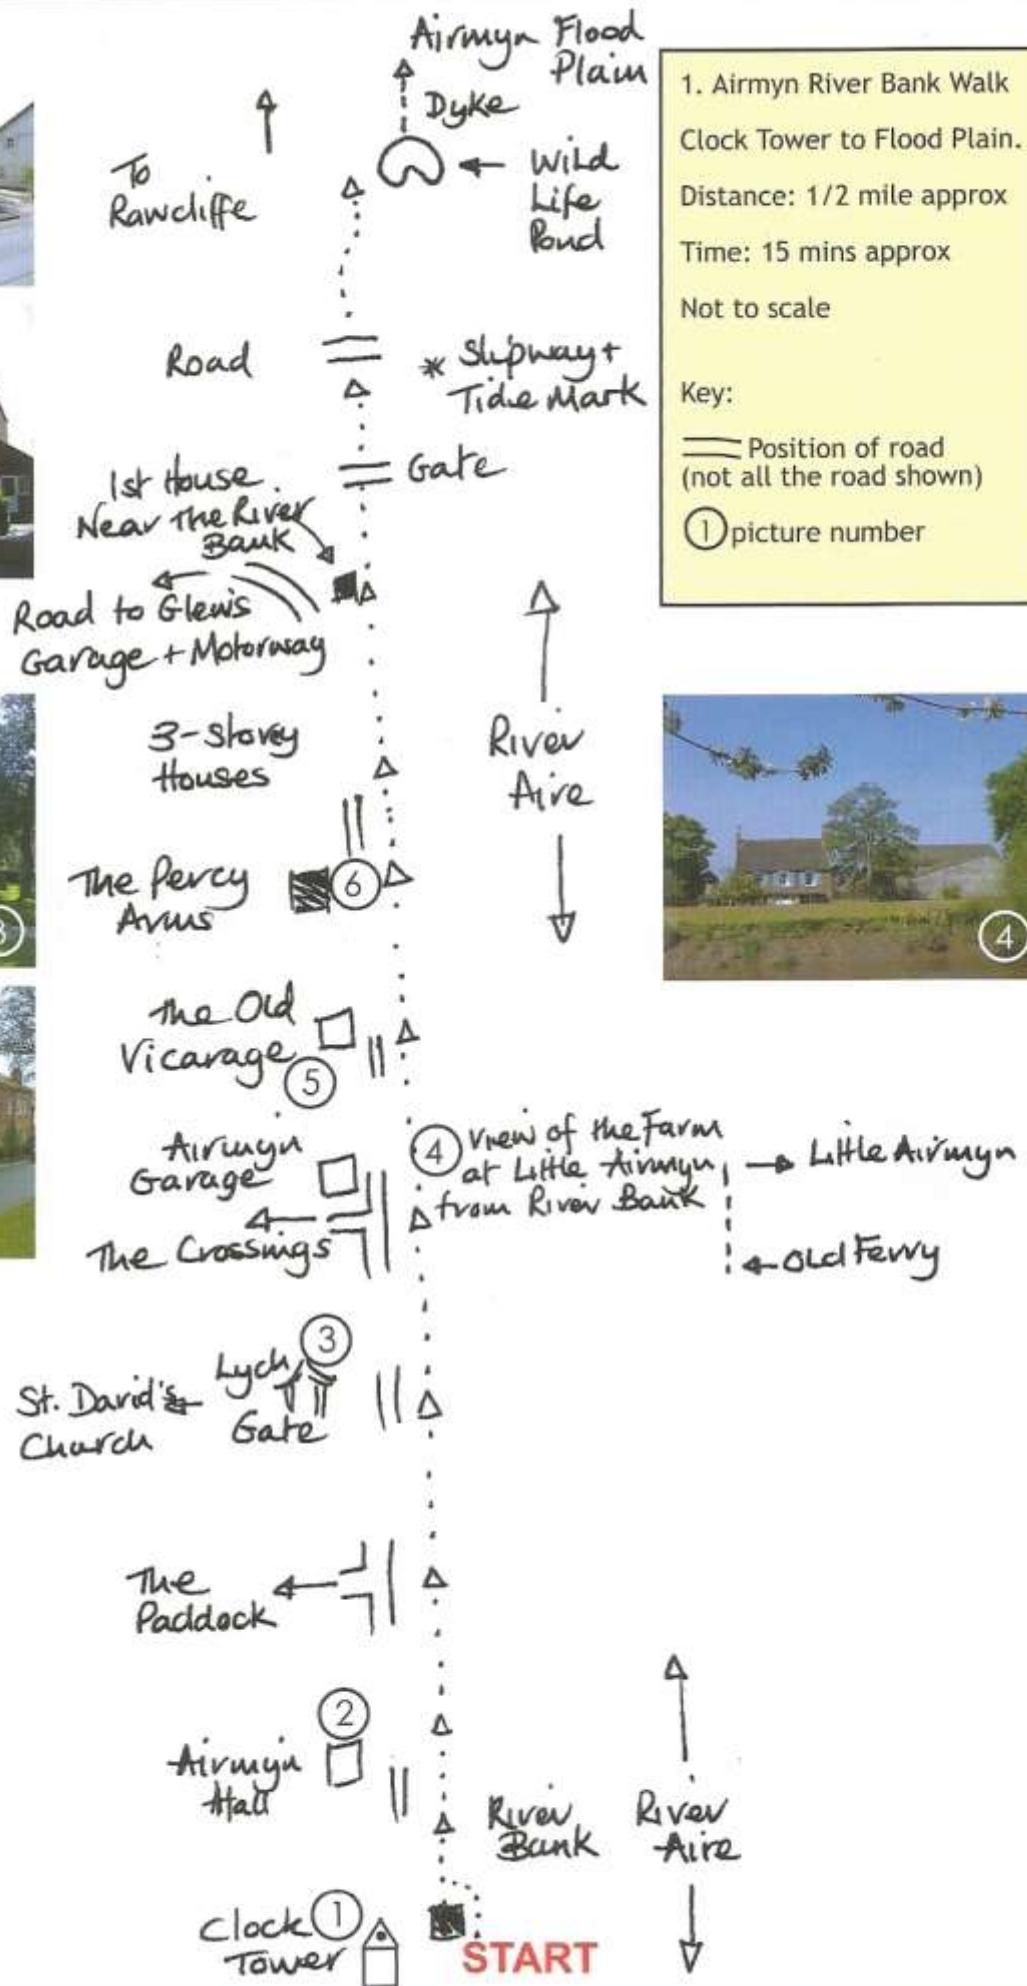 Airmyn Flood
Plain
Dyke
To
Rawcliffe
Wild
Life
Pond
1. Airmyn River Bank Walk
Clock Tower to Flood Plain.
Distance: 1/2 mile approx
Time: 15 mins approx
Not to scale
Key:
Position of road
(not all the road shown)
1 picture number
Road
* Slipway +
Tide Mark
Gate
1st House
Near The River
Bank
Road to Glews
Garage + Motorway
3-Storey
Houses
River
Aire
The Percy
Arms
6
3
4
The Old
Vicarage
5
Airmyn
Garage
4 View of the Farm
at Little Airmyn
from River Bank
Little Airmyn
The Crossings
Old Ferry
3
St. David's
Church
Lych
Gate
The
Paddock
2
Airmyn
Hall
River
Bank
River
Aire
Clock 1
Tower
START